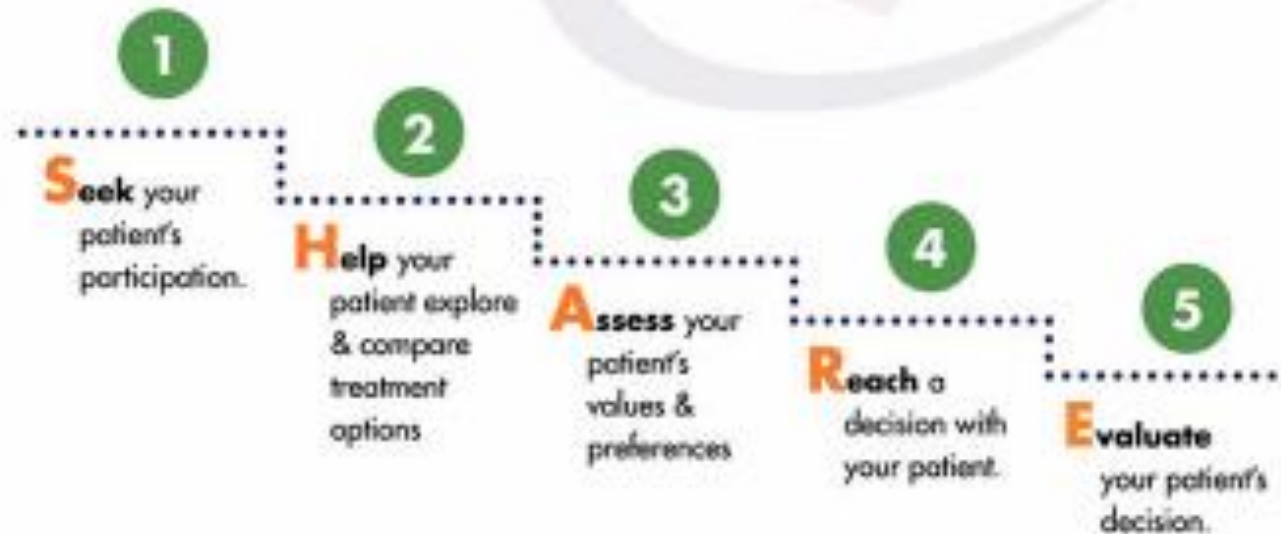 1
Seek your
patient's
participation.
2
Help your
patient explore
& compare
treatment
options
3
Assess your
patient's
values &
preferences
4
Reach a
decision with
your patient.
5
Evaluate
your patient's
decision.